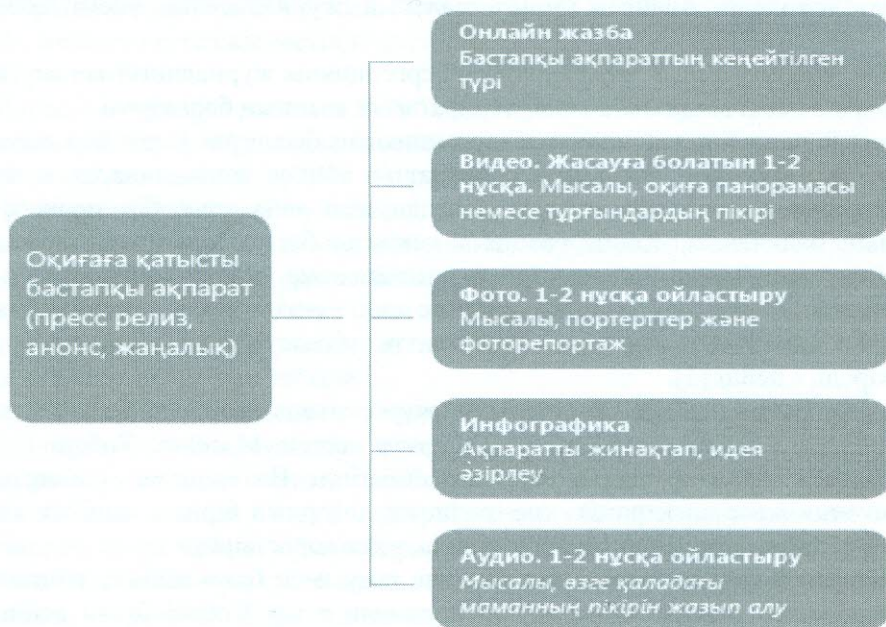 Оқиғаға қатысты
бастапқы ақпарат
(пресс релиз,
анонс, жаңалық)
Онлайн жазба
Бастапқы ақпараттың кеңейтілген
түрі
Видео. Жасауға болатын 1-2
нұсқа. Мысалы, оқиға панорамасы
немесе тұрғындардың пікірі
Фото. 1-2 нұсқа ойластыру
Мысалы, портерттер және
фоторепортаж
Инфографика
Ақпаратты жинақтап, идея
әзірлеу
Аудио. 1-2 нұсқа ойластыру
Мысалы, өзге қаладағы
маманның пікірін жазып алу